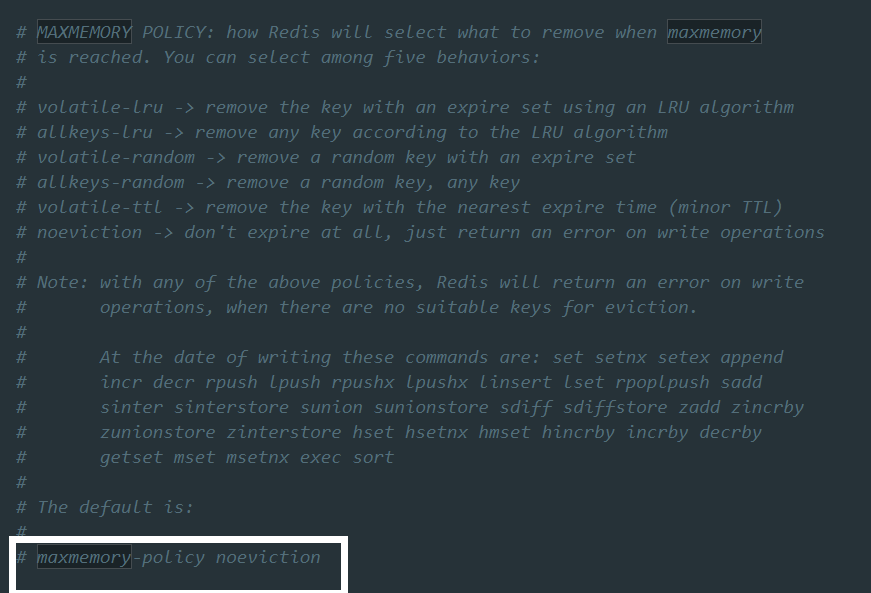 # MAXMEMORY POLICY: how Redis will select what to remove when maxmemory
# is reached. You can select among five behaviors:
#
# volatile-lru -> remove the key with an expire set using an LRU algorithm
# allkeys-lru -> remove any key according to the LRU algorithm
# volatile-random -> remove a random key with an expire set
# allkeys-random -> remove a random key, any key
# volatile-ttl -> remove the key with the nearest expire time (minor TTL)
# noeviction -> don't expire at all, just return an error on write operations
#
# Note: with any of the above policies, Redis will return an error on write
#       operations, when there are no suitable keys for eviction.
#
#       At the date of writing these commands are: set setnx setex append
#       incr decr rpush lpush rpushx lpushx linsert lset rpoplpush sadd
#       sinter sinterstore sunion sunionstore sdiff sdiffstore zadd zincrby
#       zunionstore zinterstore hset hsetnx hmset hincrby incrby decrby
#       getset mset msetnx exec sort
#
# The default is:
#
# maxmemory-policy noeviction